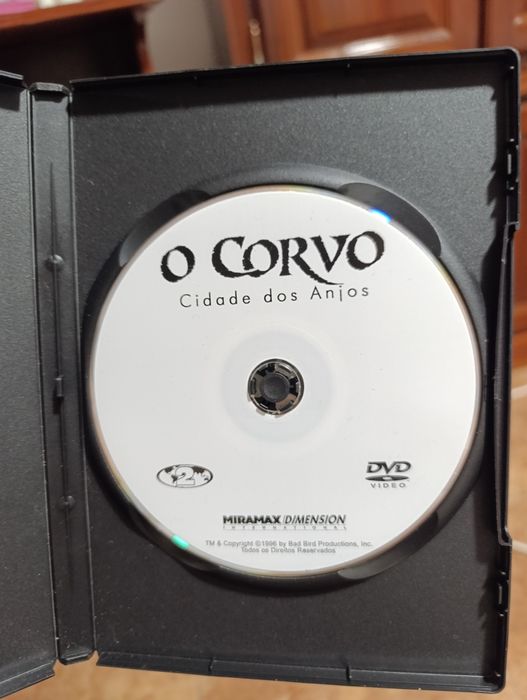 O CORVO
Cidade dos Anjos
2
DVD
VIDEO
MIRAMAX/DIMENSION
INTERNATIONAL
TM & Copyright ©1996 by Bad Bird Productions, Inc.
Todos os Direitos Reservados